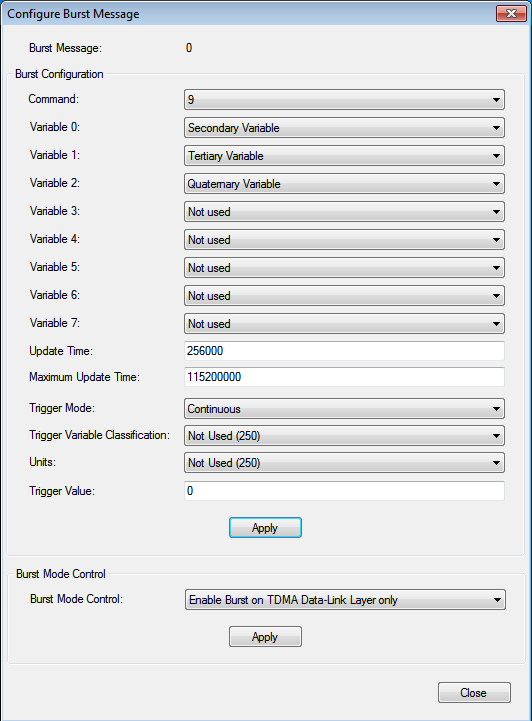 Configure Burst Message
Burst Message: 0
Burst Configuration
Command: 9
Variable 0: Secondary Variable
Variable 1: Tertiary Variable
Variable 2: Quaternary Variable
Variable 3: Not used
Variable 4: Not used
Variable 5: Not used
Variable 6: Not used
Variable 7: Not used
Update Time: 256000
Maximum Update Time: 115200000
Trigger Mode: Continuous
Trigger Variable Classification: Not Used (250)
Units: Not Used (250)
Trigger Value: 0
Apply
Burst Mode Control
Burst Mode Control: Enable Burst on TDMA Data-Link Layer only
Apply
Close